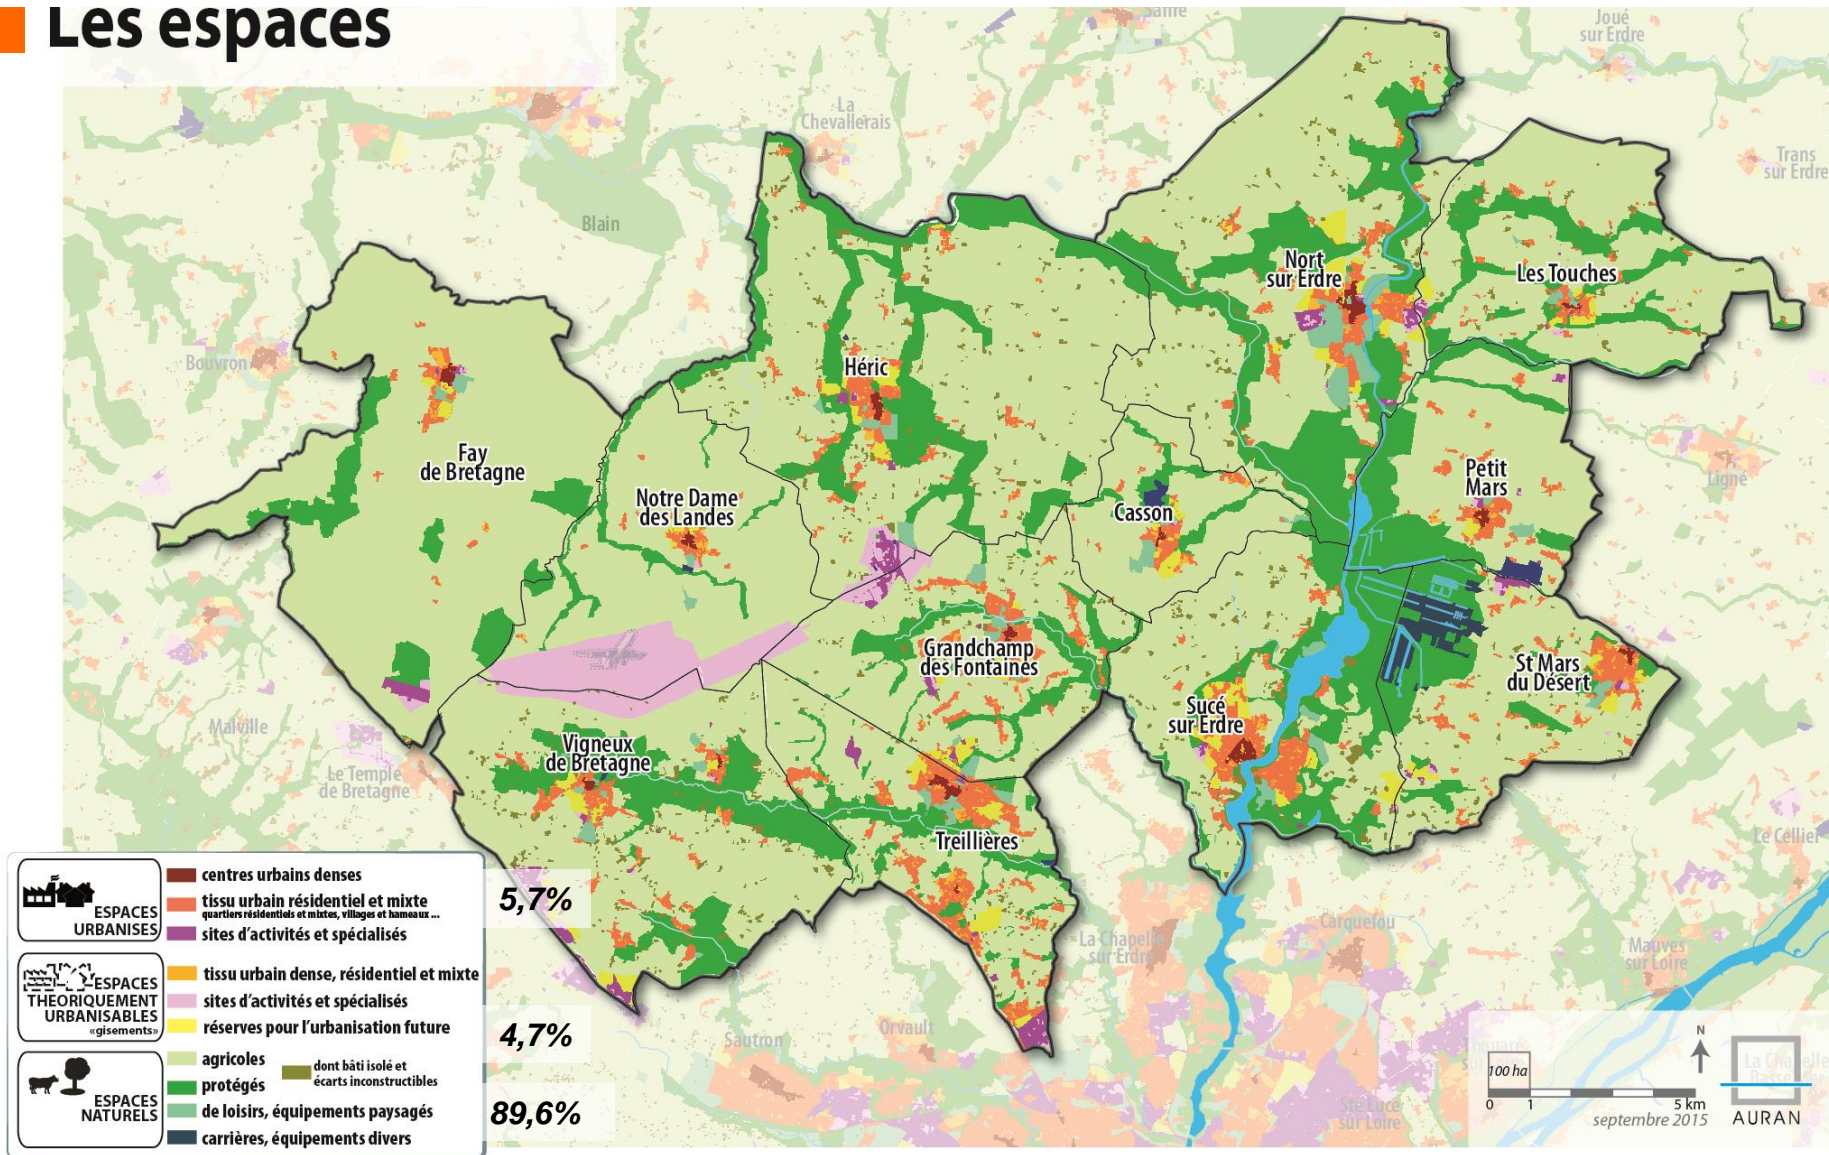 Les espaces
Saffré
Joué
sur Erdre
La
Chevallerais
Trans
sur Erdre
Blain
Nort
sur Erdre
Les Touches
Bouvron
Héric
Fay
de Bretagne
Petit
Mars
Ligné
Notre Dame
des Landes
Casson
Grandchamp
des Fontaines
St Mars
du Désert
Sucé
sur Erdre
Malville
Vigneux
de Bretagne
Le Temple
de Bretagne
Treillières
Le Cellier
Carquefou
La Chapelle
sur Erdre
Mauves
sur Loire
Orvault
Sautron
Thouaré
sur Loire
La Chapelle
Basse
Ste Luce
sur Loire
ESPACES
URBANISES
centres urbains denses
tissu urbain résidentiel et mixte
quartiers résidentiels et mixtes, villages et hameaux ...
sites d'activités et spécialisés
5,7%
ESPACES
THEORIQUEMENT
URBANISABLES
«gisements»
tissu urbain dense, résidentiel et mixte
sites d'activités et spécialisés
réserves pour l'urbanisation future
4,7%
ESPACES
NATURELS
agricoles
dont bâti isolé et
écarts inconstructibles
protégés
de loisirs, équipements paysagés
carrières, équipements divers
89,6%
N
100 ha
0 1 5 km
septembre 2015
AURAN